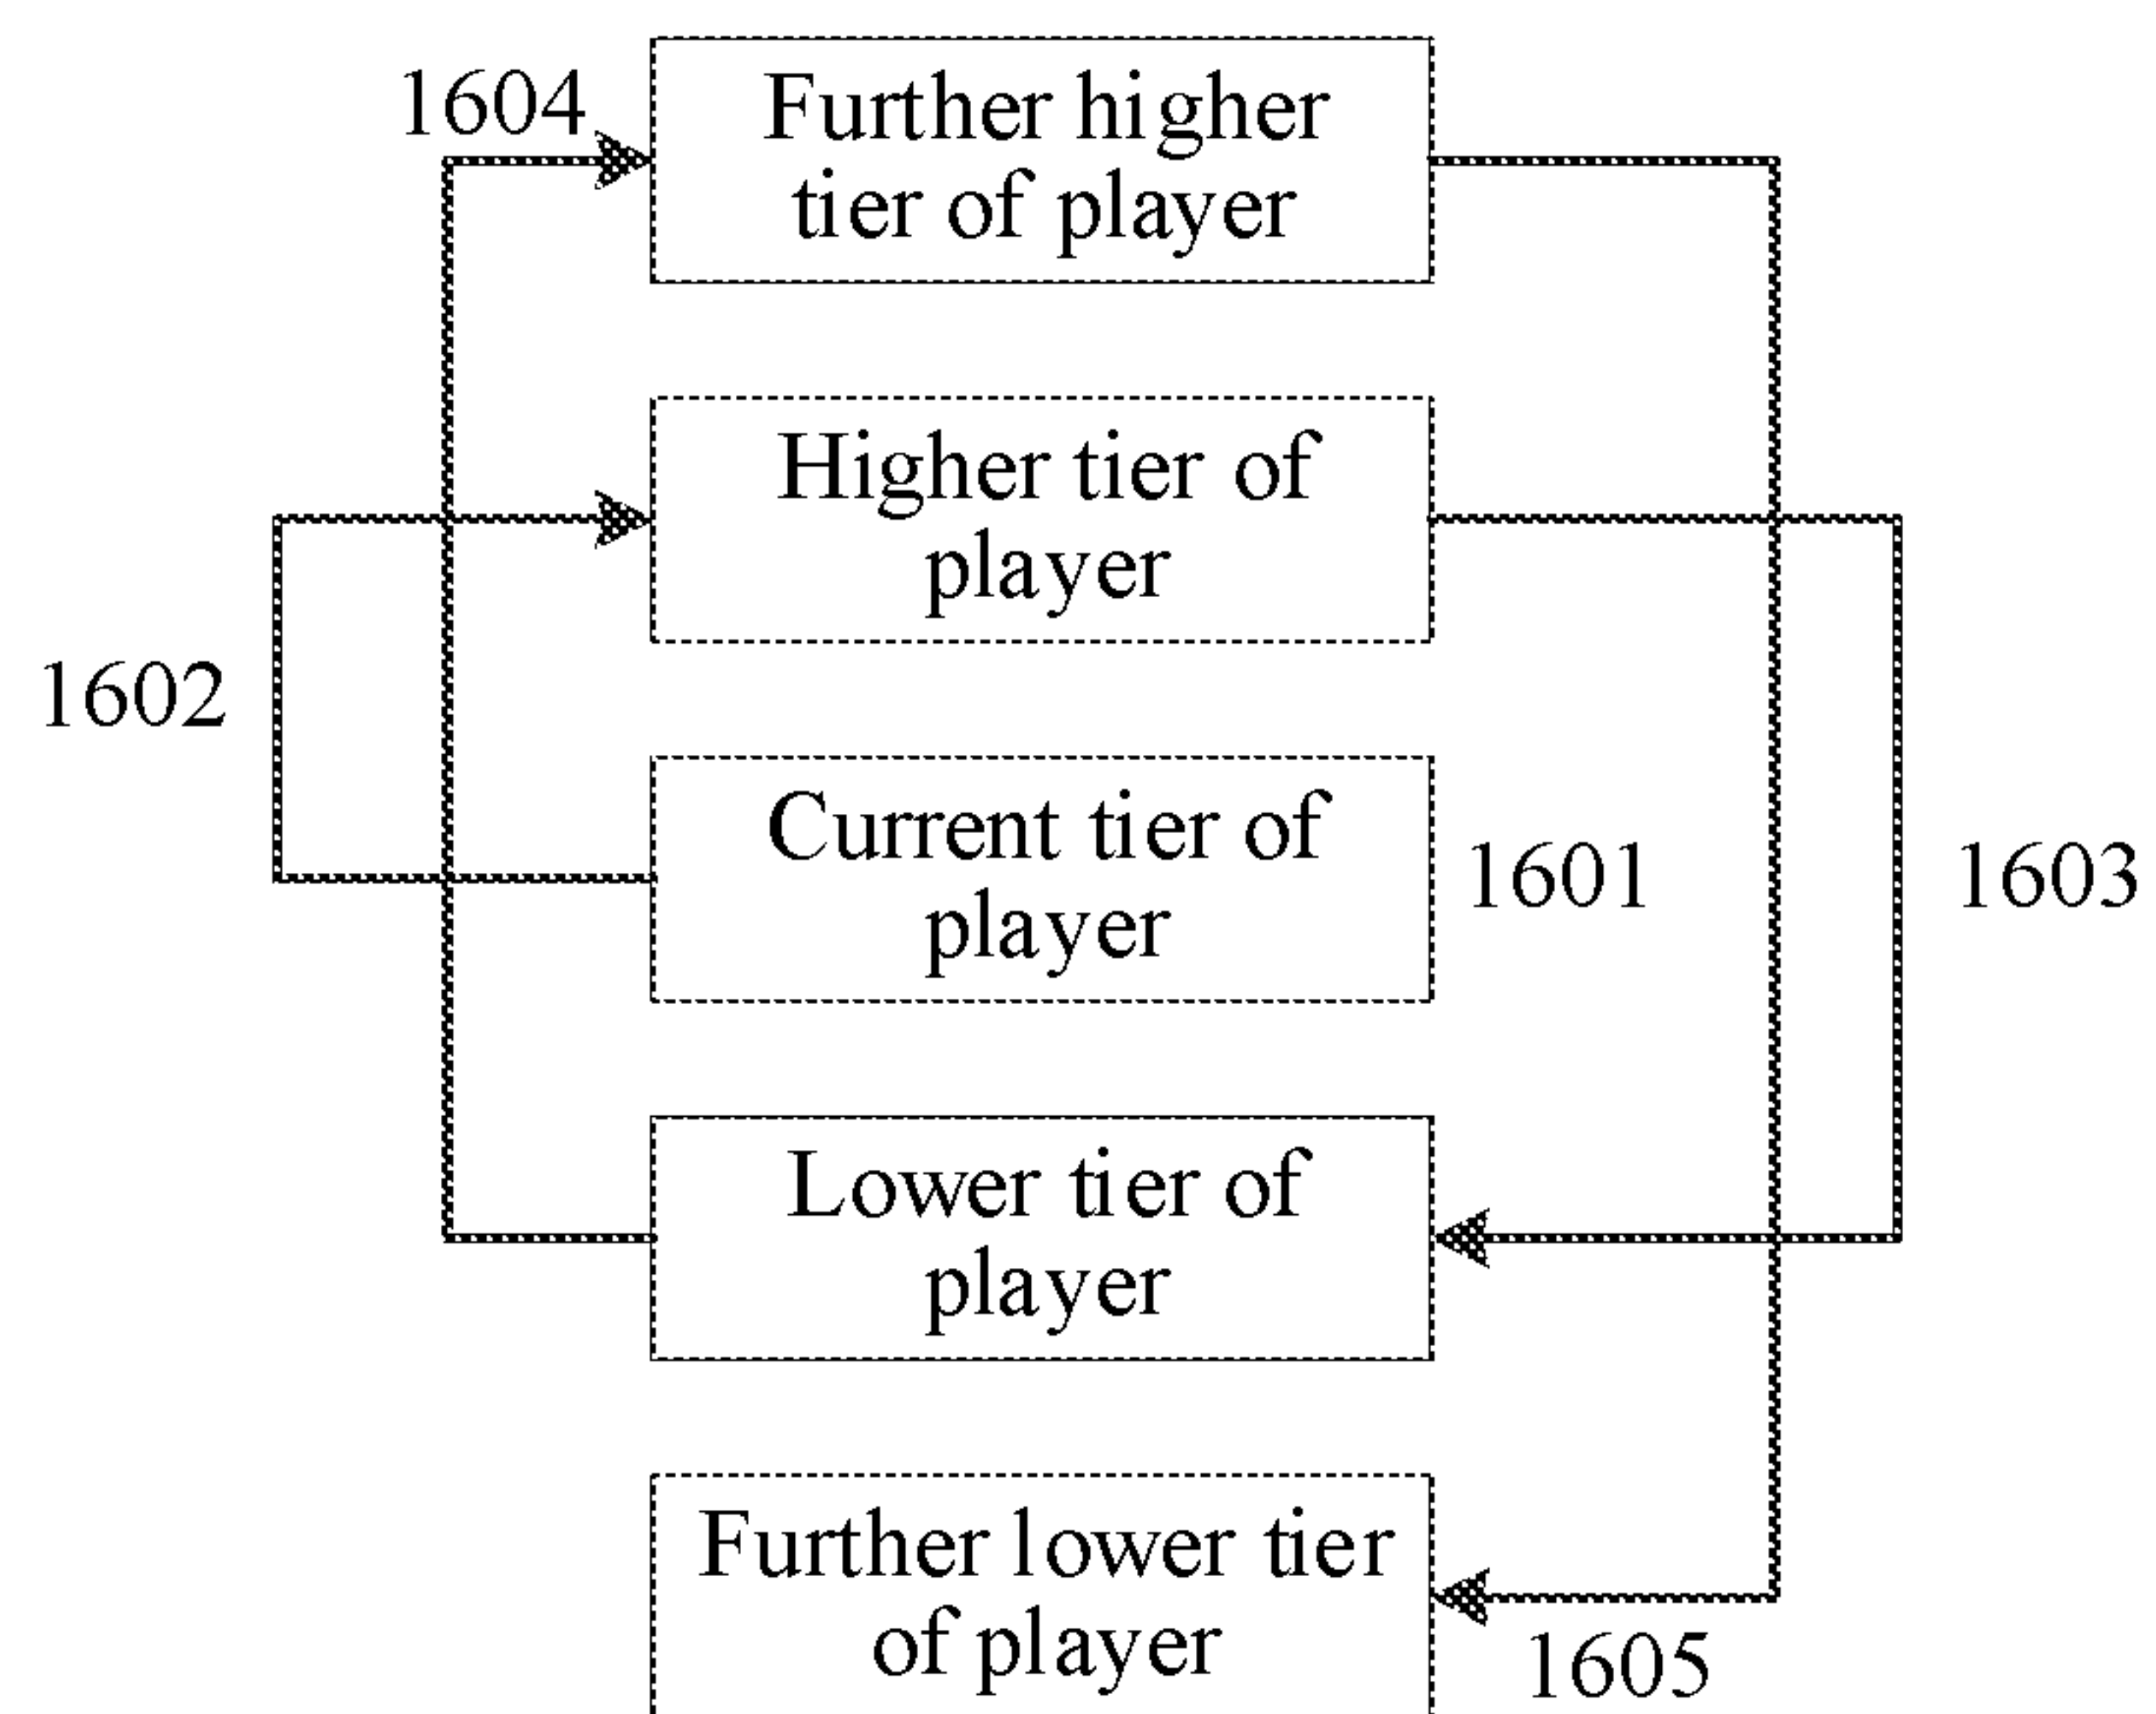 1604
Further higher
tier of player
Higher tier of
player
1602
Current tier of
player
1601
1603
Lower tier of
player
Further lower tier
of player
1605